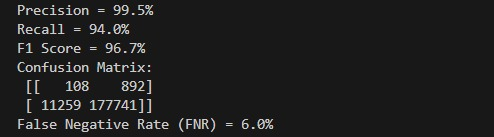 Precision = 99.5%
Recall = 94.0%
F1 Score = 96.7%
Confusion Matrix:
[[   108    892]
[ 11259 177741]]
False Negative Rate (FNR) = 6.0%